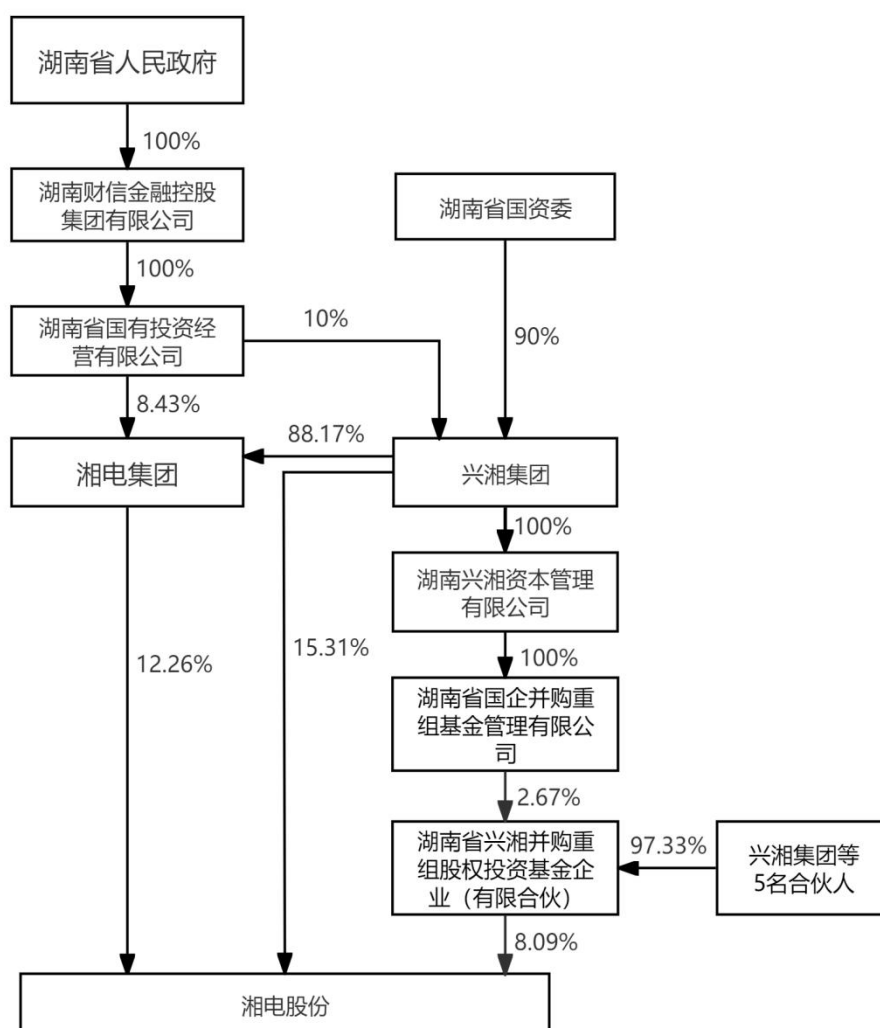 湖南省人民政府
100%
湖南财信金融控股
集团有限公司
湖南省国资委
100%
湖南省国有投资经
营有限公司
10%
90%
8.43%
88.17%
湘电集团
兴湘集团
100%
湖南兴湘资本管理
有限公司
12.26%
15.31%
100%
湖南省国企并购重
组基金管理有限公
司
2.67%
湖南省兴湘并购重
组股权投资基金企
业（有限合伙）
97.33%
兴湘集团等
5名合伙人
8.09%
湘电股份